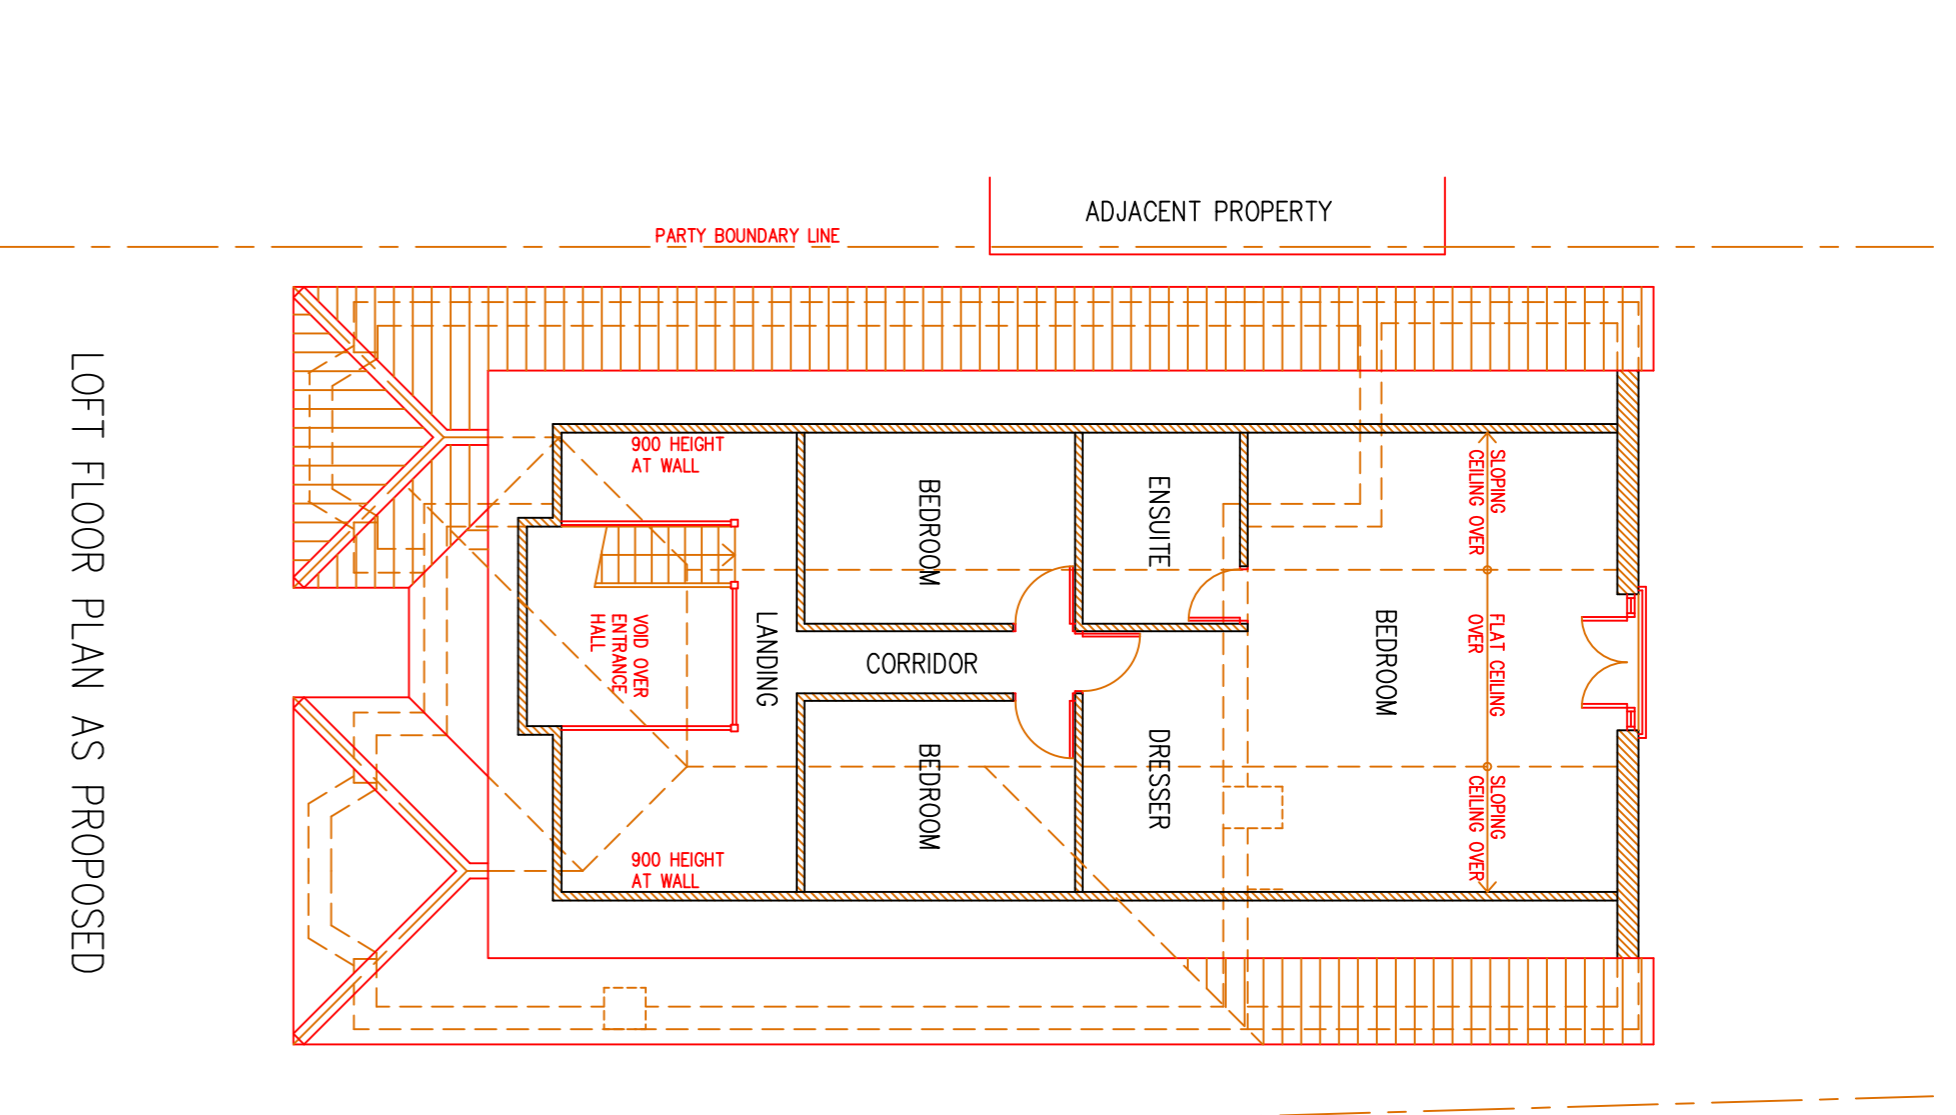 ADJACENT PROPERTY
PARTY BOUNDARY LINE
LOFT FLOOR PLAN AS PROPOSED
900 HEIGHT
AT WALL
BEDROOM
ENSUITE
SLOPING
CEILING OVER
VOID OVER
ENTRANCE
HALL
LANDING
CORRIDOR
BEDROOM
FLAT CEILING
OVER
BEDROOM
DRESSER
SLOPING
CEILING OVER
900 HEIGHT
AT WALL